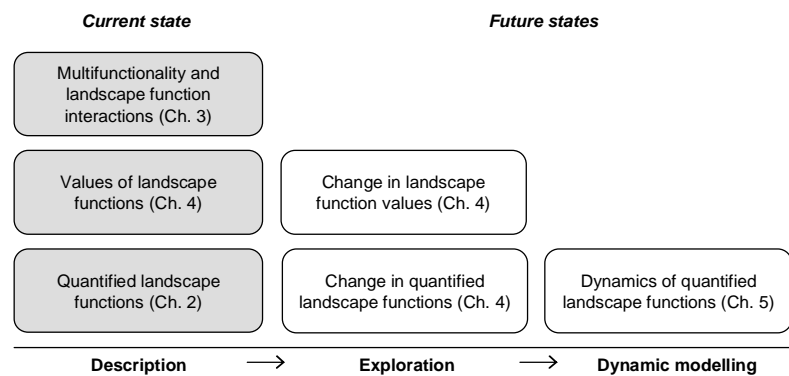 Current state
Future states
Multifunctionality and
landscape function
interactions (Ch. 3)
Values of landscape
functions (Ch. 4)
Change in landscape
function values (Ch. 4)
Quantified landscape
functions (Ch. 2)
Change in quantified
landscape functions (Ch. 4)
Dynamics of quantified
landscape functions (Ch. 5)
Description → Exploration → Dynamic modelling